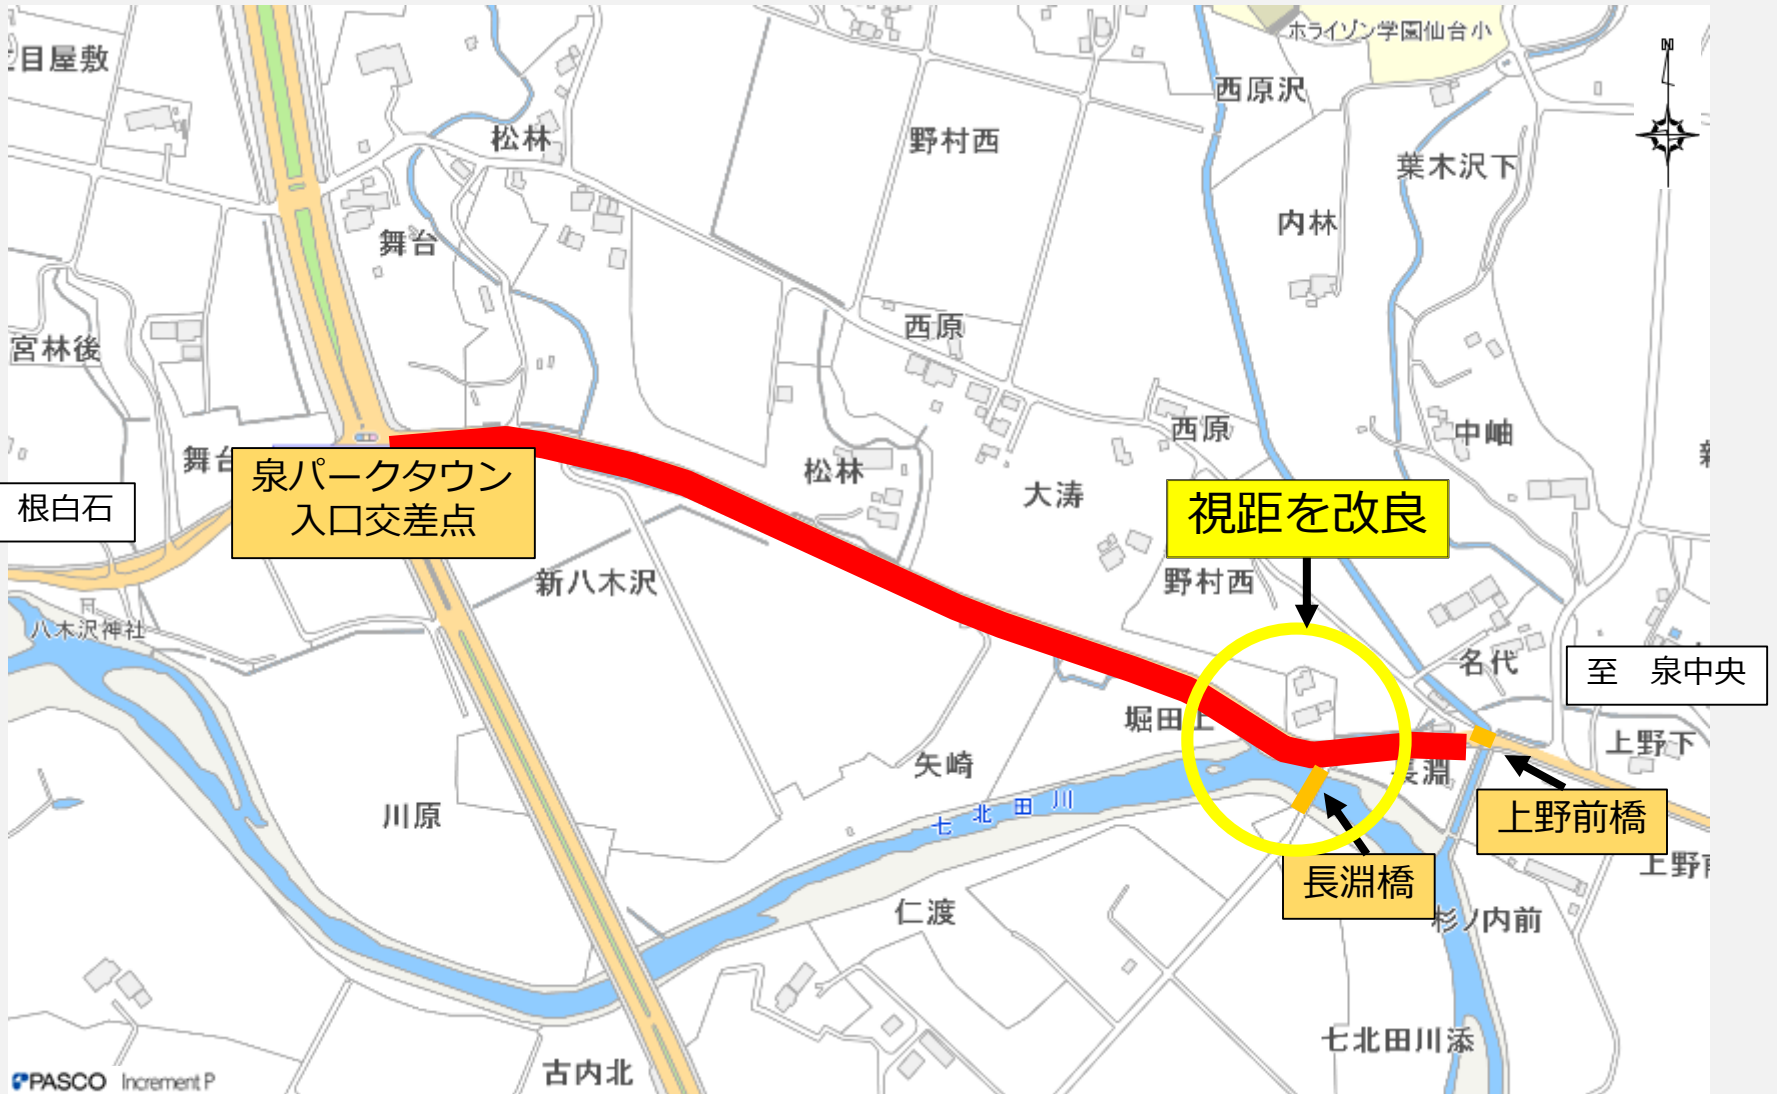 ホライゾン学園仙台小
目屋敷
西原沢
N
松林
野村西
葉木沢下
内林
舞台
西原
宮林後
西原
中岫
舞台
泉パークタウン
入口交差点
松林
大涛
視距を改良
根白石
新八木沢
野村西
八木沢神社
名代
至 泉中央
堀田上
上野下
矢崎
長淵
川原
七北田川
上野前橋
長淵橋
上野前
仁渡
杉ノ内前
七北田川添
古内北
PASCO Increment P